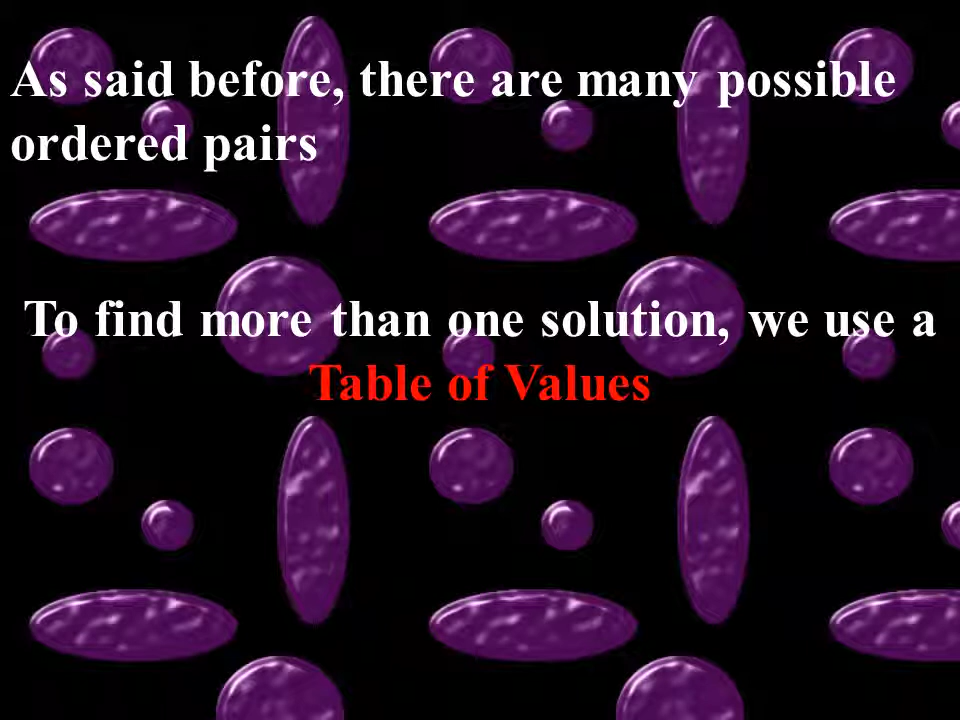 As said before, there are many possible
ordered pairs
To find more than one solution, we use a
Table of Values